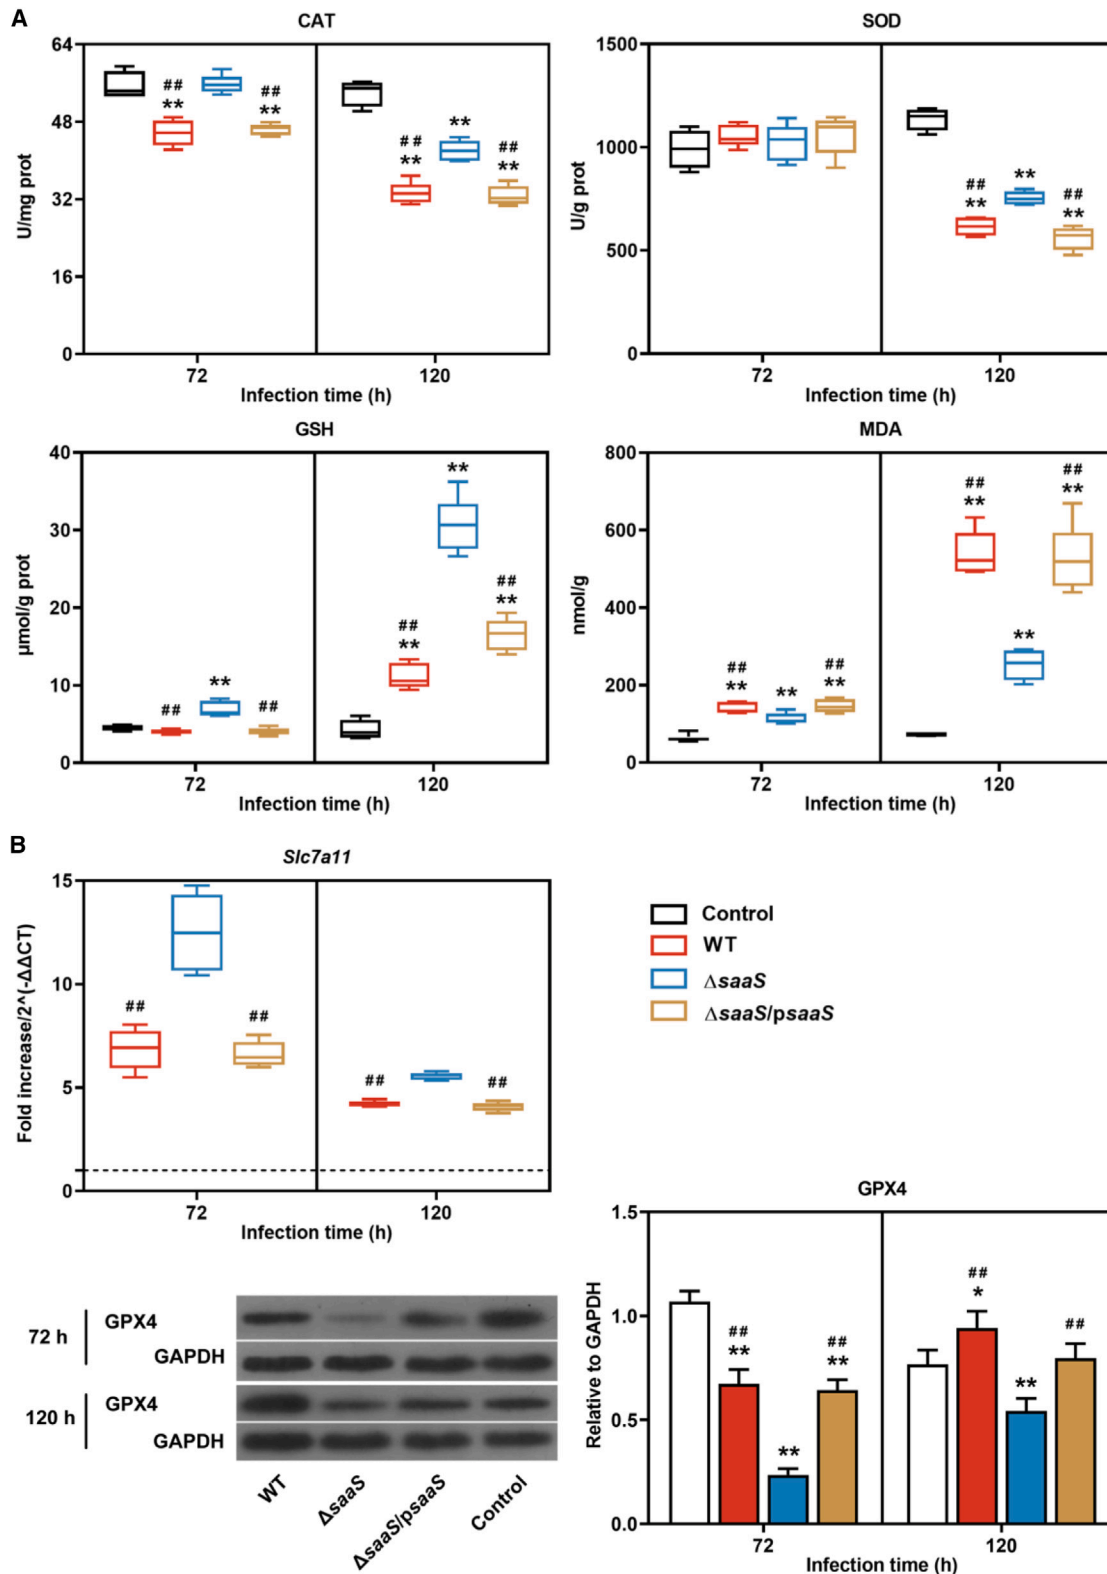 A
CAT
U/mg prot
64
48
32
16
0
##
**
##
**
##
**
**
##
**
72
120
Infection time (h)
SOD
U/g prot
1500
1000
500
0
##
**
**
##
**
72
120
Infection time (h)
GSH
μmol/g prot
40
30
20
10
0
##
**
##
##
**
**
##
**
72
120
Infection time (h)
MDA
nmol/g
800
600
400
200
0
##
**
**
##
**
##
**
**
##
**
72
120
Infection time (h)
B
Slc7a11
Fold increase/2^(-ΔΔCT)
15
10
5
0
##
##
##
##
72
120
Infection time (h)
Control
WT
ΔsaaS
ΔsaaS/psaaS
72 h
GPX4
GAPDH
120 h
GPX4
GAPDH
WT
ΔsaaS
ΔsaaS/psaaS
Control
GPX4
Relative to GAPDH
1.5
1.0
0.5
0.0
##
**
**
##
**
##
*
**
##
72
120
Infection time (h)